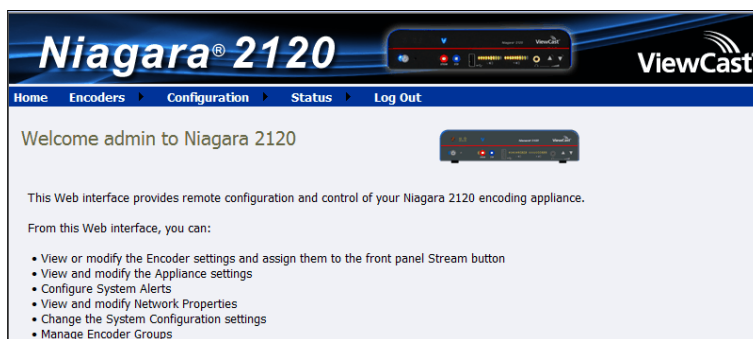 Niagara® 2120
ViewCast
Home Encoders Configuration Status Log Out
Welcome admin to Niagara 2120
This Web interface provides remote configuration and control of your Niagara 2120 encoding appliance.
From this Web interface, you can:
• View or modify the Encoder settings and assign them to the front panel Stream button
• View and modify the Appliance settings
• Configure System Alerts
• View and modify Network Properties
• Change the System Configuration settings
• Manage Encoder Groups